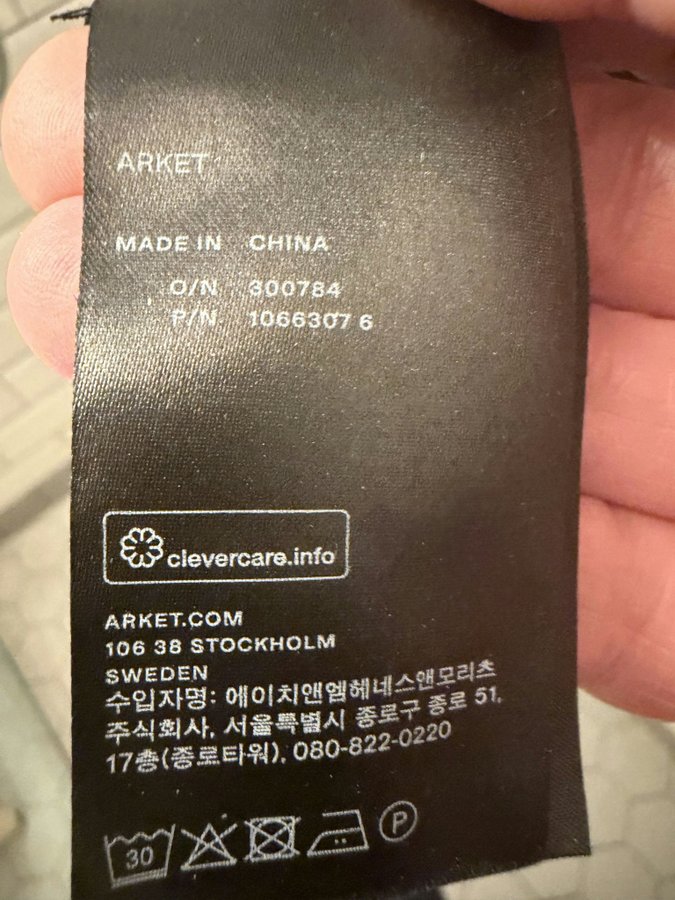 ARKET
MADE IN CHINA
O/N 300784
P/N 1066307 6
clevercare.info
ARKET.COM
106 38 STOCKHOLM
SWEDEN
수입자명: 에이치앤엠헤네스앤모리츠
주식회사, 서울특별시 종로구 종로 51,
17층(종로타워), 080-822-0220
30
P